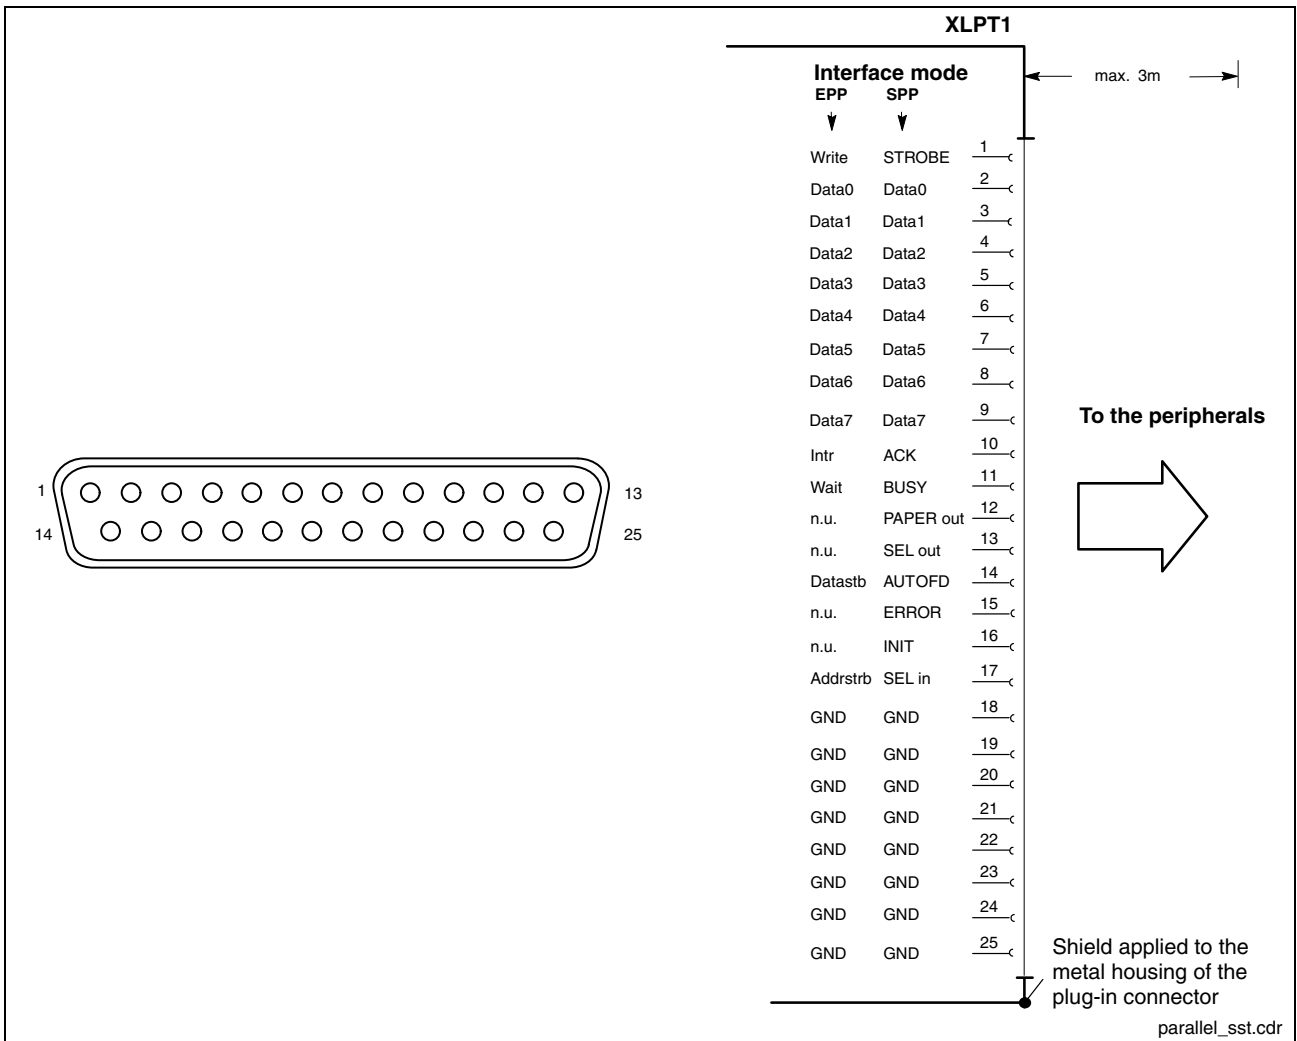 XLPT1
Interface mode
max. 3m
EPP SPP
Write STROBE 1
Data0 Data0 2
Data1 Data1 3
Data2 Data2 4
Data3 Data3 5
Data4 Data4 6
Data5 Data5 7
Data6 Data6 8
Data7 Data7 9
To the peripherals
Intr ACK 10
Wait BUSY 11
n.u. PAPER out 12
n.u. SEL out 13
Datastb AUTOFD 14
n.u. ERROR 15
n.u. INIT 16
Addrstrb SEL in 17
GND GND 18
GND GND 19
GND GND 20
GND GND 21
GND GND 22
GND GND 23
GND GND 24
GND GND 25
1 13
14 25
Shield applied to the
metal housing of the
plug-in connector
parallel_sst.cdr